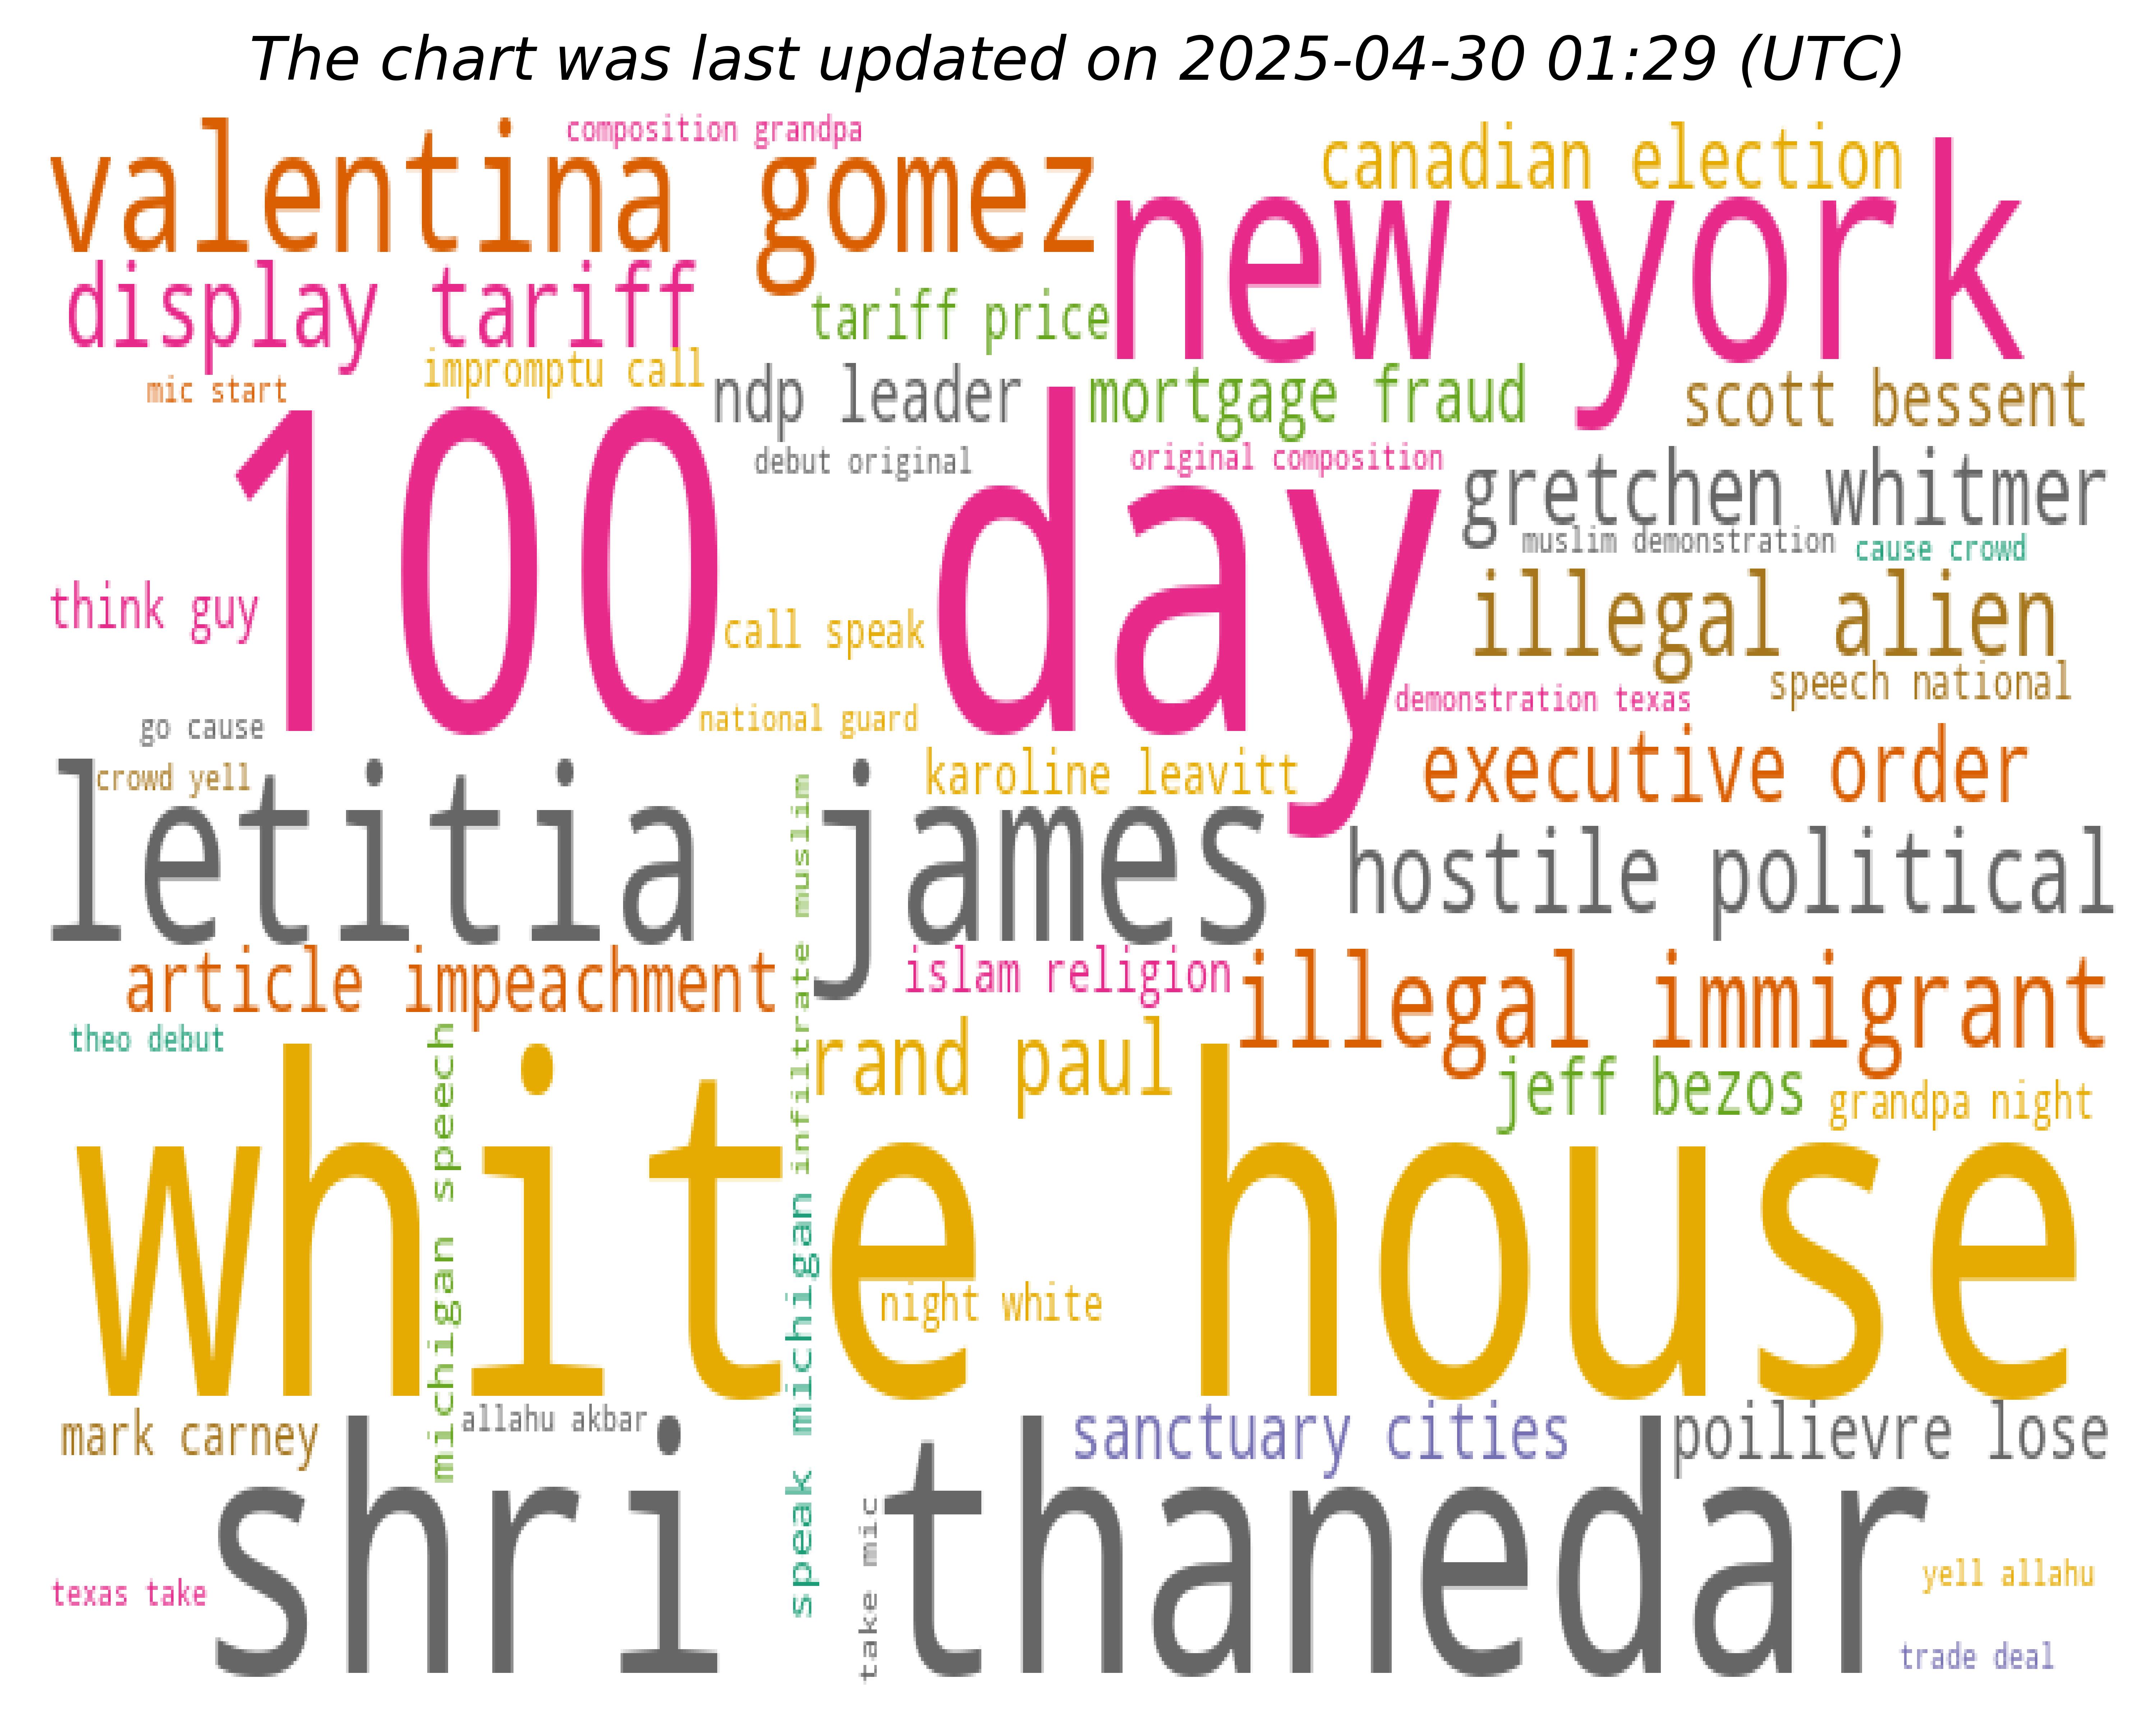 The chart was last updated on 2025-04-30 01:29 (UTC)
composition grandpa
valentina gomez
canadian election
new york
display tariff
tariff price
impromptu call
mic start
ndp leader
mortgage fraud
scott bessent
100 day
debut original
original composition
gretchen whitmer
muslim demonstration
cause crowd
think guy
call speak
illegal alien
speech national
demonstration texas
go cause
national guard
executive order
crowd yell
karoline leavitt
letitia james
hostile political
infiltrate muslim
article impeachment
islam religion
illegal immigrant
theo debut
rand paul
jeff bezos
grandpa night
michigan speech
white house
speak michigan
night white
mark carney
allahu akbar
sanctuary cities
poilievre lose
shri thanedar
take mic
texas take
yell allahu
trade deal